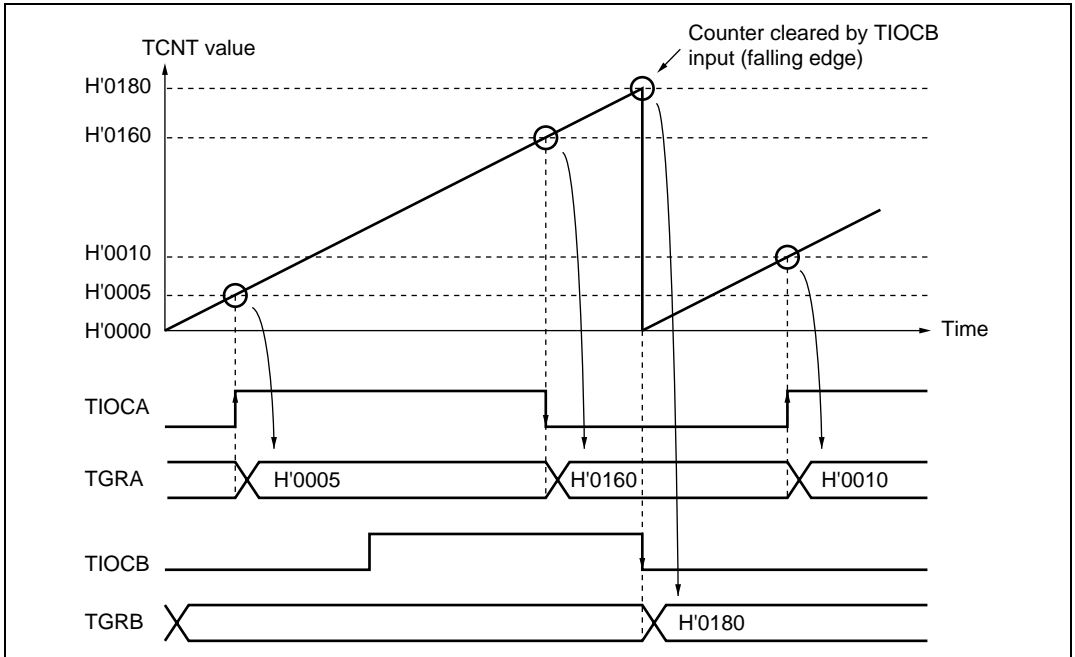 Counter cleared by TIOCB
input (falling edge)
TCNT value
H'0180
H'0160
H'0010
H'0005
H'0000
Time
TIOCA
TGRA
H'0005
H'0160
H'0010
TIOCB
TGRB
H'0180